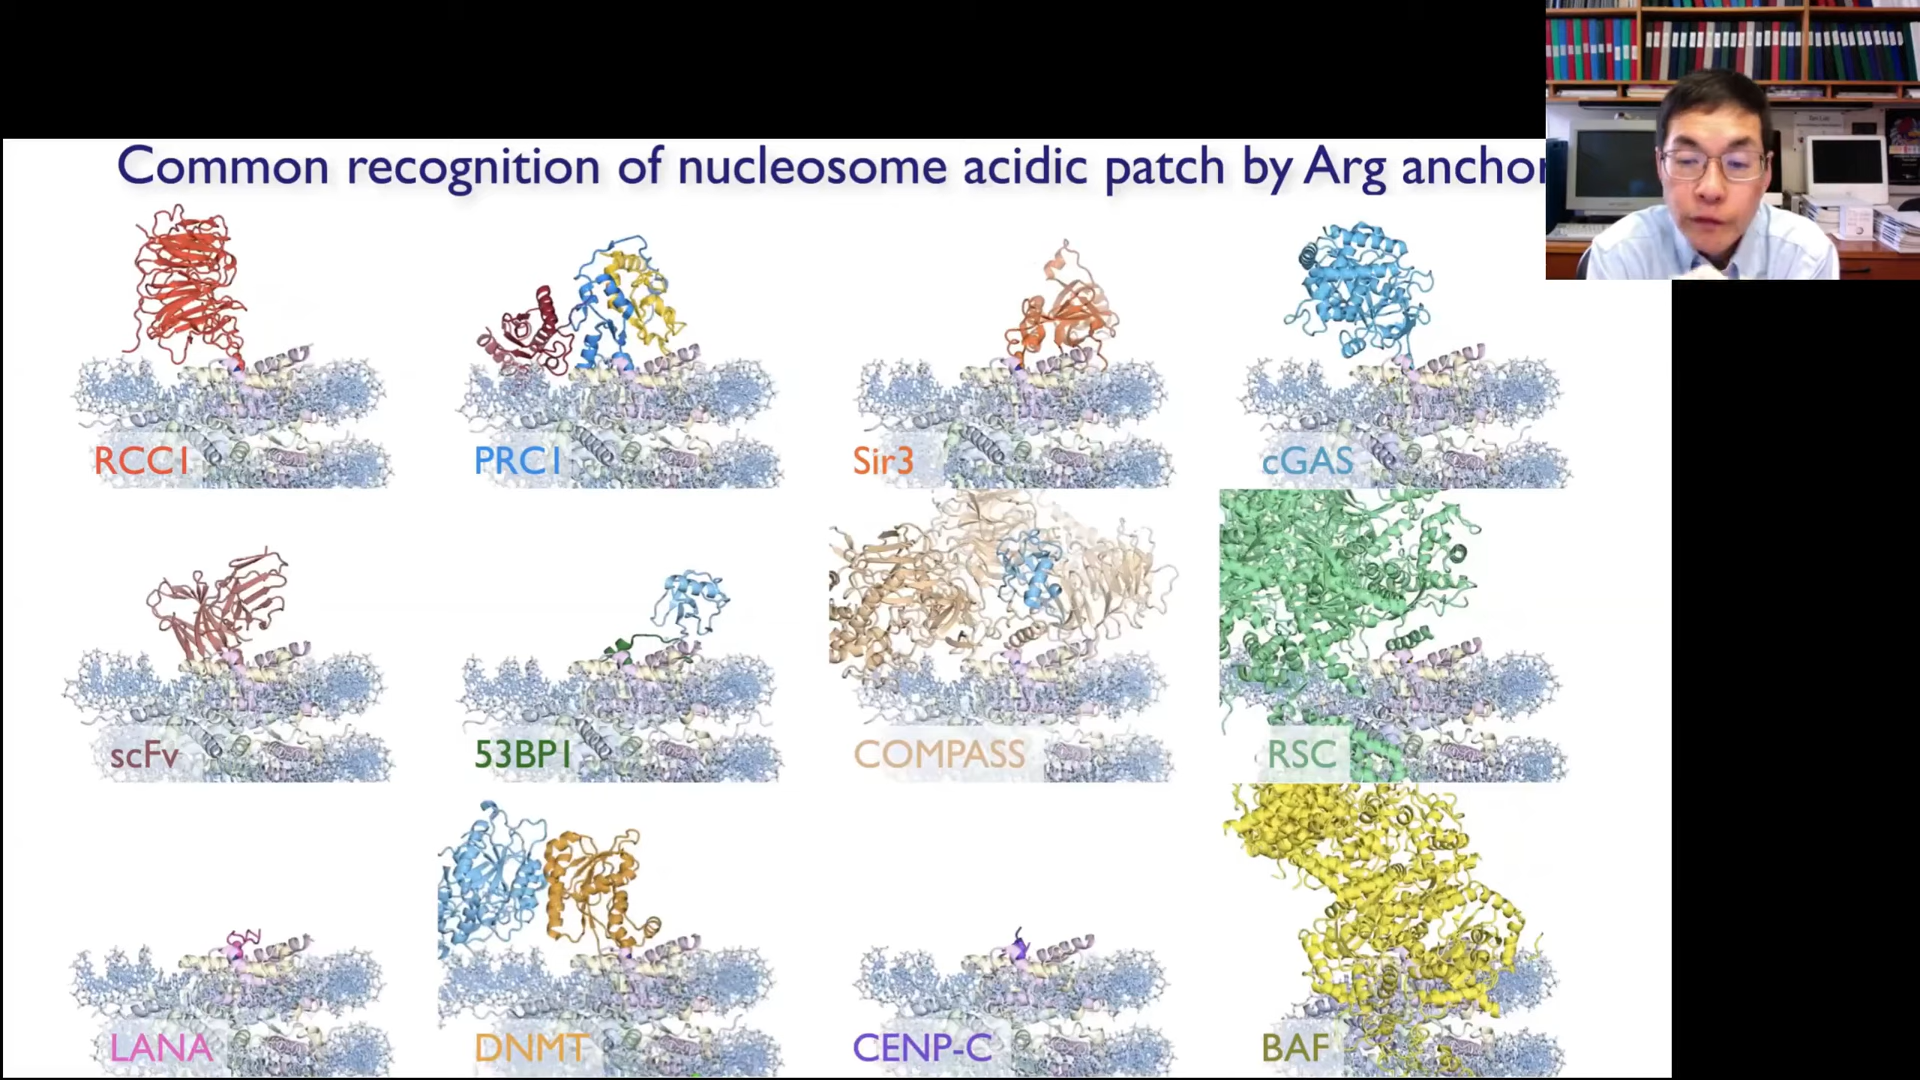 Common recognition of nucleosome acidic patch by Arg anchor
RCC1
PRC1
Sir3
cGAS
scFv
53BP1
COMPASS
RSC
LANA
DNMT
CENP-C
BAF